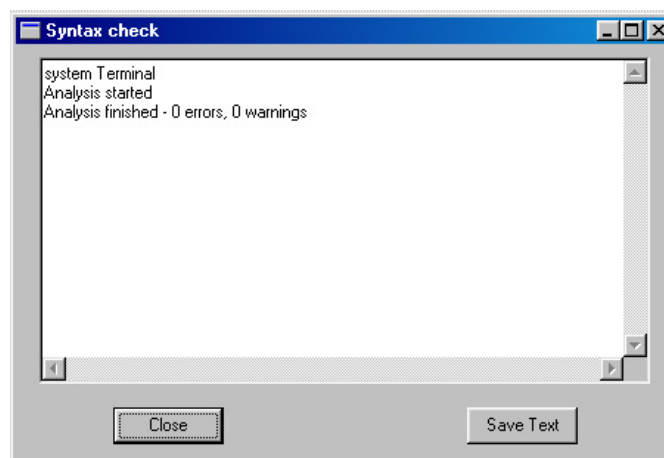 Syntax check
system Terminal
Analysis started
Analysis finished - 0 errors, 0 warnings
Close
Save Text